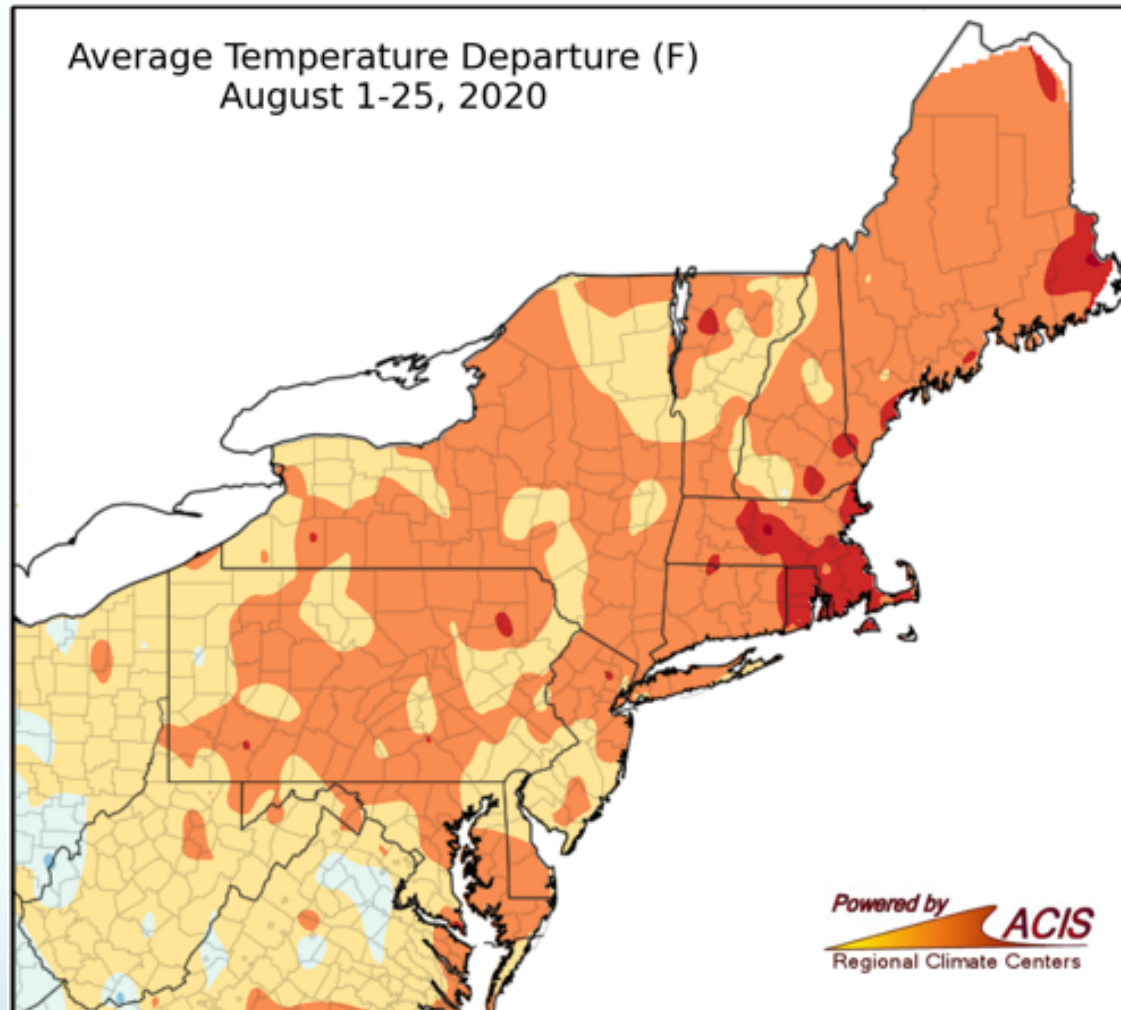 Average Temperature Departure (F)
August 1-25, 2020
Powered by
ACIS
Regional Climate Centers